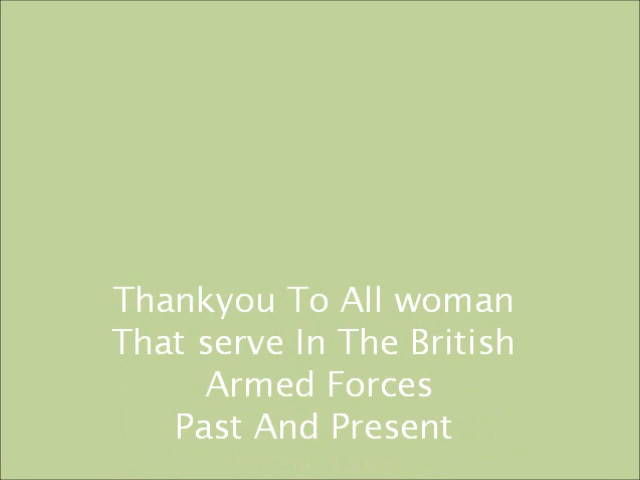 Thankyou To All woman
That serve In The British
Armed Forces
Past And Present